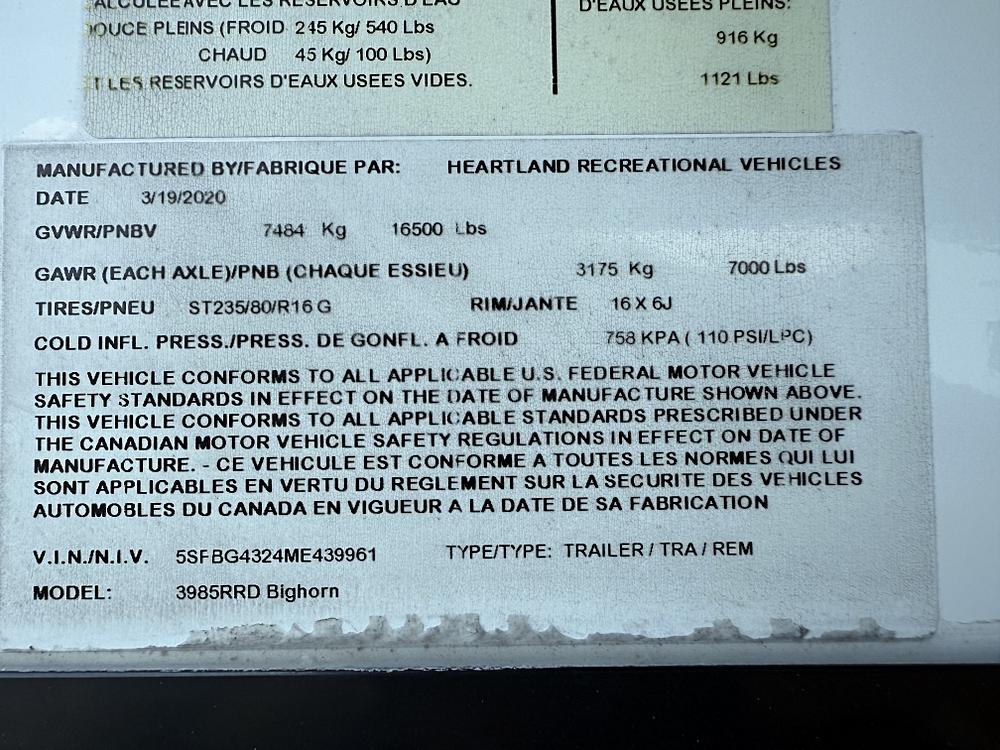 ALCULEE AVEC LES RESERVOIRS D'EAU
OUCE PLEINS (FROID 245 Kg/ 540 Lbs
CHAUD 45 Kg/ 100 Lbs)
ET LES RESERVOIRS D'EAUX USEES VIDES.
D'EAUX USEES PLEINS:
916 Kg
1121 Lbs
MANUFACTURED BY/FABRIQUE PAR: HEARTLAND RECREATIONAL VEHICLES
DATE 3/19/2020
GVWR/PNBV 7484 Kg 16500 Lbs
GAWR (EACH AXLE)/PNB (CHAQUE ESSIEU) 3175 Kg 7000 Lbs
TIRES/PNEU ST235/80/R16 G RIM/JANTE 16 X 6J
COLD INFL. PRESS./PRESS. DE GONFL. A FROID 758 KPA ( 110 PSI/LPC)
THIS VEHICLE CONFORMS TO ALL APPLICABLE U.S. FEDERAL MOTOR VEHICLE
SAFETY STANDARDS IN EFFECT ON THE DATE OF MANUFACTURE SHOWN ABOVE.
THIS VEHICLE CONFORMS TO ALL APPLICABLE STANDARDS PRESCRIBED UNDER
THE CANADIAN MOTOR VEHICLE SAFETY REGULATIONS IN EFFECT ON DATE OF
MANUFACTURE. - CE VEHICULE EST CONFORME A TOUTES LES NORMES QUI LUI
SONT APPLICABLES EN VERTU DU REGLEMENT SUR LA SECURITE DES VEHICLES
AUTOMOBLES DU CANADA EN VIGUEUR A LA DATE DE SA FABRICATION
V.I.N./N.I.V. 5SFBG4324ME439961 TYPE/TYPE: TRAILER / TRA / REM
MODEL: 3985RRD Bighorn